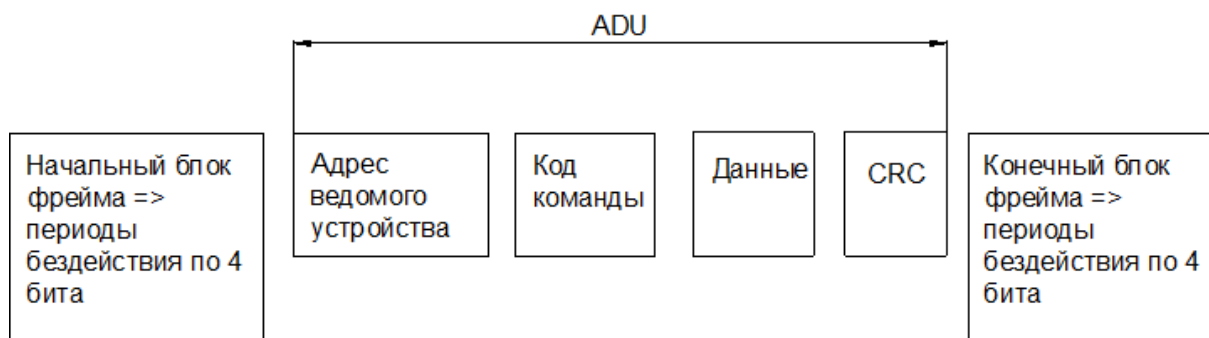 ADU
Начальный блок
фрейма =>
периоды
бездействия по 4
бита
Адрес
ведомого
устройства
Код
команды
Данные
CRC
Конечный блок
фрейма =>
периоды
бездействия по 4
бита